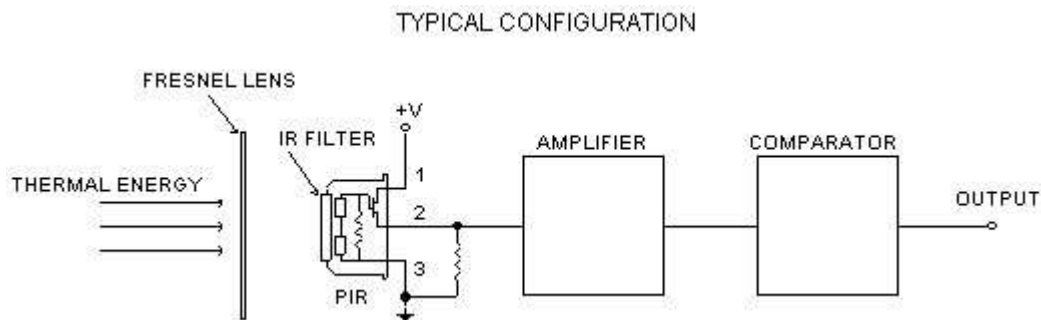 TYPICAL CONFIGURATION
FRESNEL LENS
+V
IR FILTER
AMPLIFIER
COMPARATOR
THERMAL ENERGY
1
2
OUTPUT
3
PIR